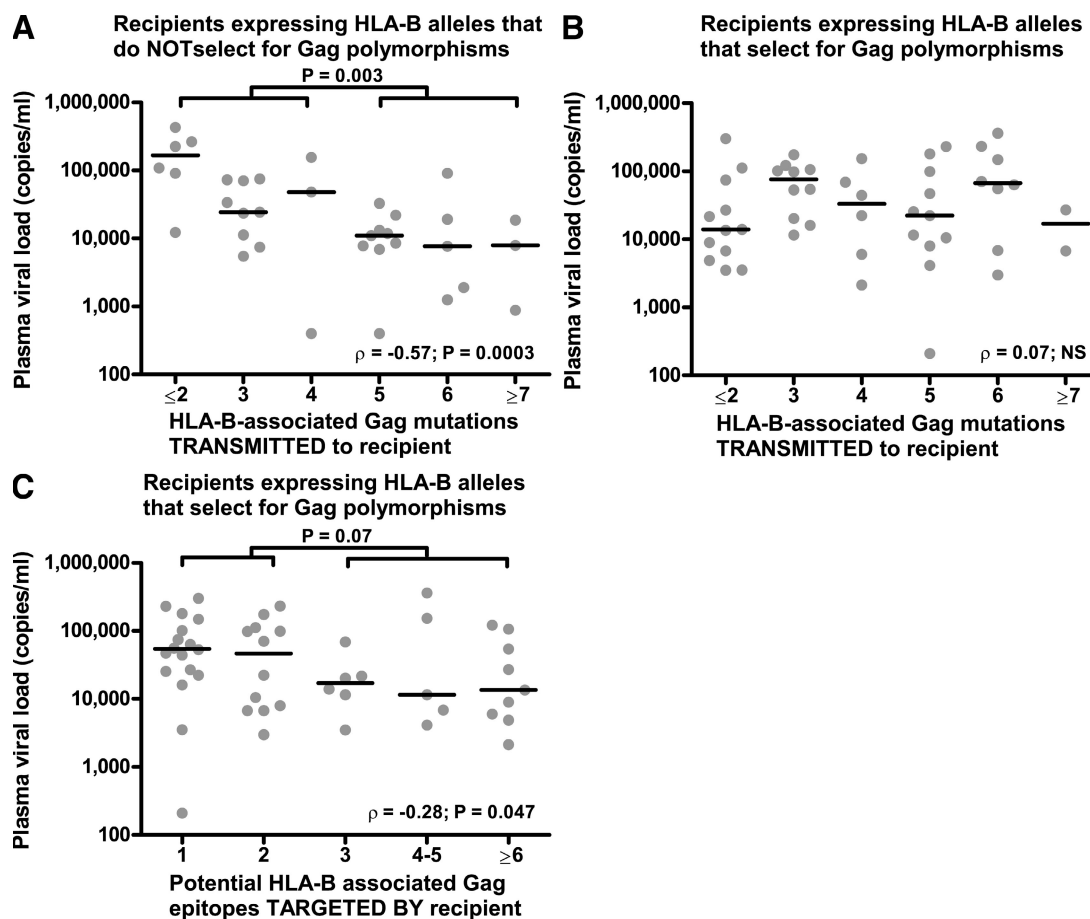 A
Recipients expressing HLA-B alleles that
do NOTselect for Gag polymorphisms
P = 0.003
Plasma viral load (copies/ml)
1,000,000
100,000
10,000
1,000
100
ρ = -0.57; P = 0.0003
≤2 3 4 5 6 ≥7
HLA-B-associated Gag mutations
TRANSMITTED to recipient
B
Recipients expressing HLA-B alleles
that select for Gag polymorphisms
Plasma viral load (copies/ml)
1,000,000
100,000
10,000
1,000
100
ρ = 0.07; NS
≤2 3 4 5 6 ≥7
HLA-B-associated Gag mutations
TRANSMITTED to recipient
C
Recipients expressing HLA-B alleles
that select for Gag polymorphisms
P = 0.07
Plasma viral load (copies/ml)
1,000,000
100,000
10,000
1,000
100
ρ = -0.28; P = 0.047
1 2 3 4-5 ≥6
Potential HLA-B associated Gag
epitopes TARGETED BY recipient